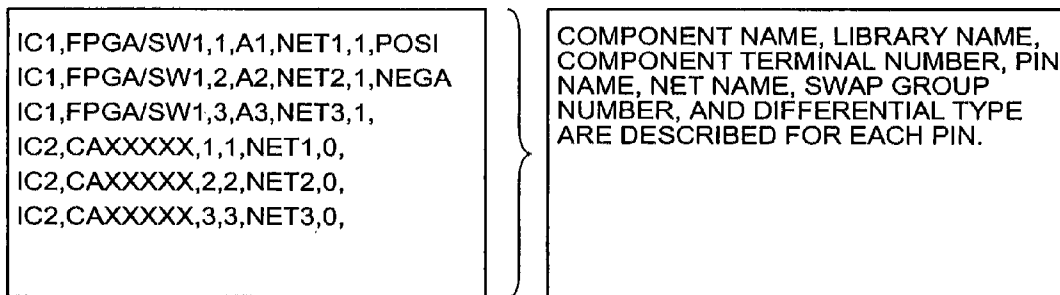 IC1,FPGA/SW1,1,A1,NET1,1,POSI
IC1,FPGA/SW1,2,A2,NET2,1,NEGA
IC1,FPGA/SW1,3,A3,NET3,1,
IC2,CAXXXXX,1,1,NET1,0,
IC2,CAXXXXX,2,2,NET2,0,
IC2,CAXXXXX,3,3,NET3,0,
COMPONENT NAME, LIBRARY NAME,
COMPONENT TERMINAL NUMBER, PIN
NAME, NET NAME, SWAP GROUP
NUMBER, AND DIFFERENTIAL TYPE
ARE DESCRIBED FOR EACH PIN.